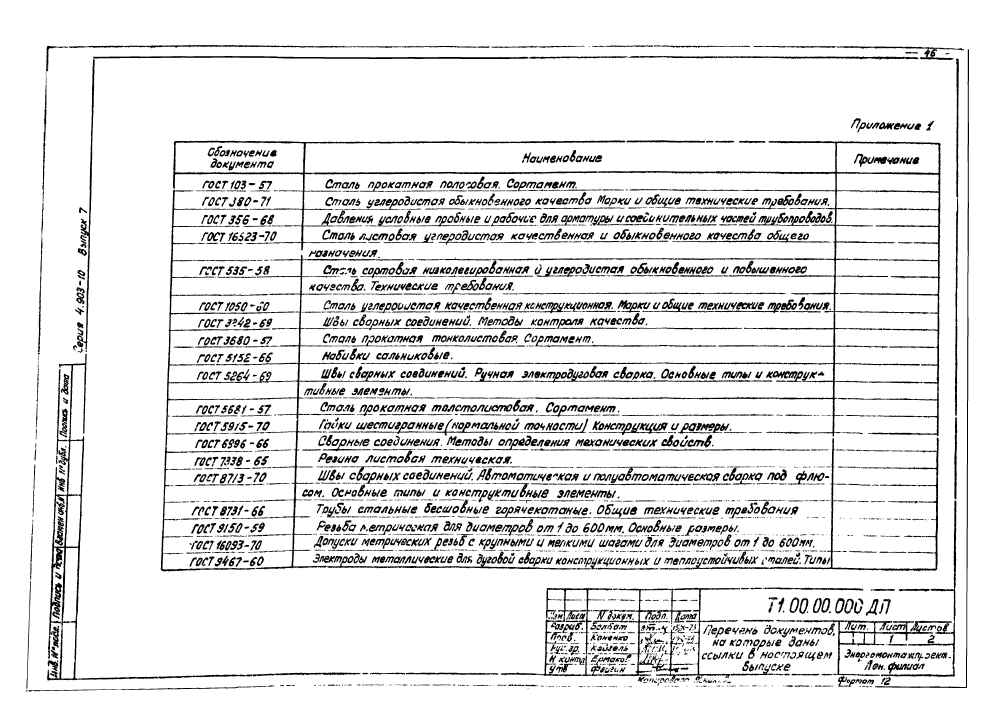 46
Приложение 1
Обозначение документа Наименование Примечание
ГОСТ 103-57 Сталь прокатная полосовая. Сортамент.
ГОСТ 380-71 Сталь углеродистая обыкновенного качества Марки и общие технические требования.
ГОСТ 356-68 Давления условные пробные и рабочие для арматуры и соединительных частей трубопроводов.
ГОСТ 16523-70 Сталь листовая углеродистая качественная и обыкновенного качества общего
назначения.
ГОСТ 535-58 Сталь сортовая низколегированная и углеродистая обыкновенного и повышенного
качества. Технические требования.
ГОСТ 1050-60 Сталь углеродистая качественная конструкционная. Марки и общие технические требования.
ГОСТ 3242-69 Швы сварных соединений. Методы контроля качества.
ГОСТ 3680-57 Сталь прокатная тонколистовая. Сортамент.
ГОСТ 5152-66 Набивки сальниковые.
ГОСТ 5264-69 Швы сварных соединений. Ручная электродуговая сварка. Основные типы и конструк-
тивные элементы.
ГОСТ 5681-57 Сталь прокатная толстолистовая. Сортамент.
ГОСТ 5915-70 Гайки шестигранные (нормальной точности) Конструкция и размеры.
ГОСТ 6996-66 Сварные соединения. Методы определения механических свойств.
ГОСТ 7338-65 Резина листовая техническая.
ГОСТ 8713-70 Швы сварных соединений. Автоматическая и полуавтоматическая сварка под флю-
сом. Основные типы и конструктивные элементы.
ГОСТ 8731-66 Трубы стальные бесшовные горячекатаные. Общие технические требования
ГОСТ 9150-59 Резьба метрическая для диаметров от 1 до 600мм. Основные размеры.
ГОСТ 16093-70 Допуски метрических резьб с крупными и мелкими шагами для диаметров от 1 до 600мм.
ГОСТ 9467-60 Электроды металлические для дуговой сварки конструкционных и теплоустойчивых сталей. Типы
Серия 4.903-10 Выпуск 7
Инв. № подл. Подпись и дата Взамен инв.№ Инв № дубл. Подпись и дата
Т1.00.00.000 ДП
Изм Лист № докум. Подп. Дата
Разраб.
Пров.
Рук. гр.
Н контр Ермаков
Утв
Перечень документов,
на которые даны
ссылки в настоящем
выпуске
Лит. Лист Листов
1 1 2
Энергомонтажпроект.
Лен. филиал
Копировал
Формат 12